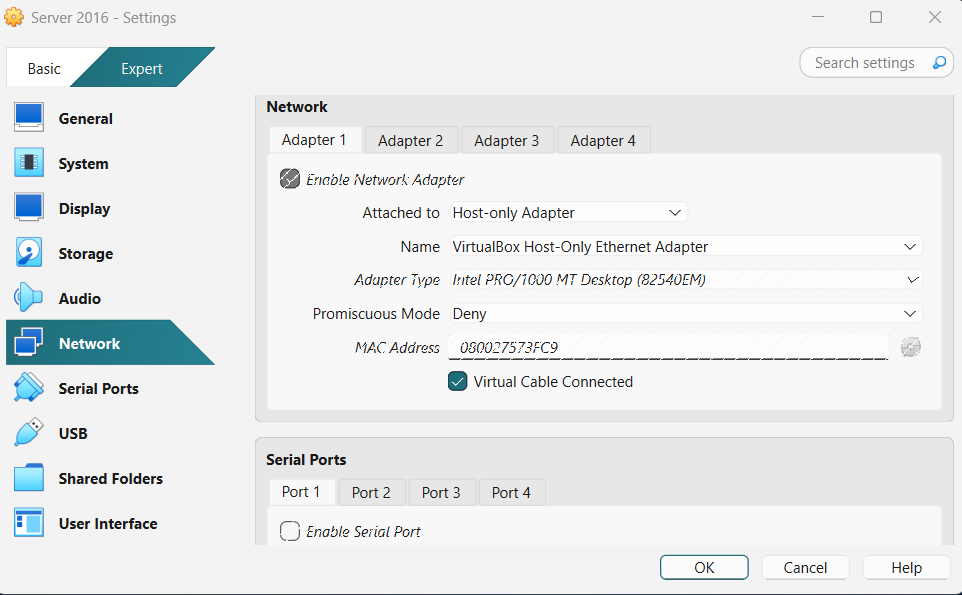 Server 2016 - Settings
Basic
Expert
Search settings
General
System
Display
Storage
Audio
Network
Serial Ports
USB
Shared Folders
User Interface
Network
Adapter 1
Adapter 2
Adapter 3
Adapter 4
Enable Network Adapter
Attached to Host-only Adapter
Name VirtualBox Host-Only Ethernet Adapter
Adapter Type Intel PRO/1000 MT Desktop (82540EM)
Promiscuous Mode Deny
MAC Address 080027573FC9
Virtual Cable Connected
Serial Ports
Port 1
Port 2
Port 3
Port 4
Enable Serial Port
OK
Cancel
Help